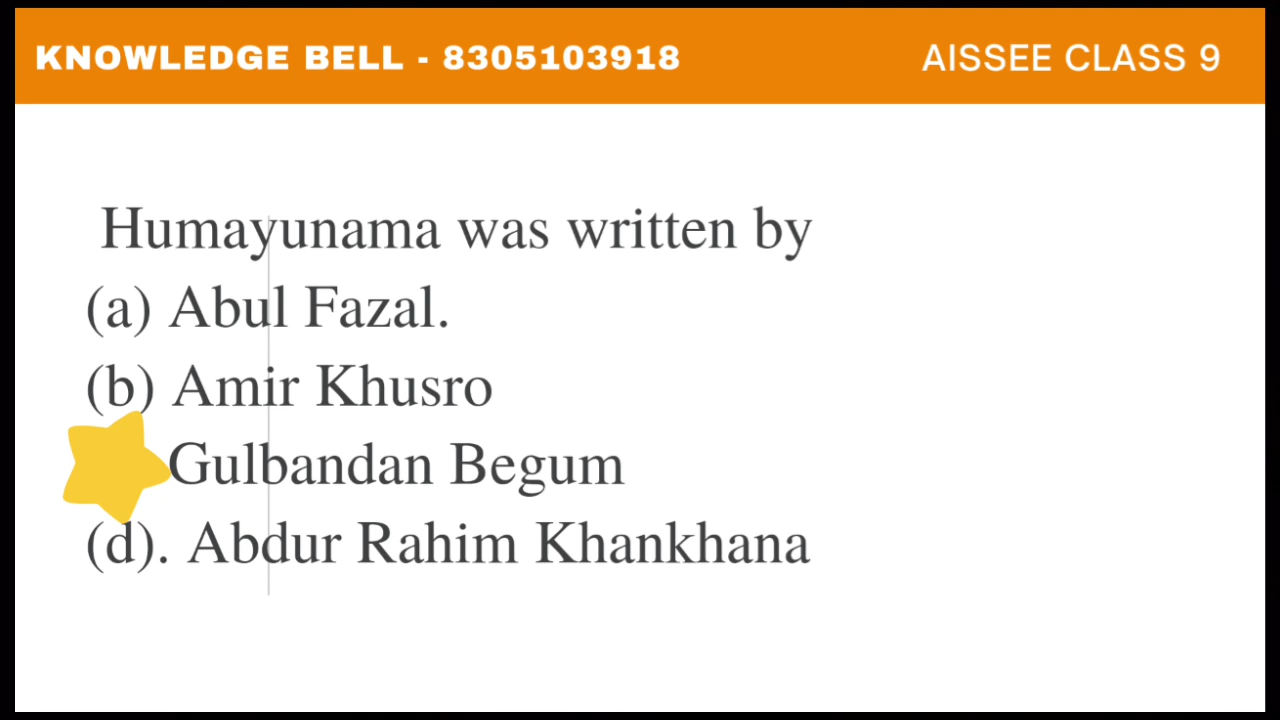 KNOWLEDGE BELL - 8305103918 AISSEE CLASS 9
Humayunama was written by
(a) Abul Fazal.
(b) Amir Khusro
Gulbandan Begum
(d). Abdur Rahim Khankhana